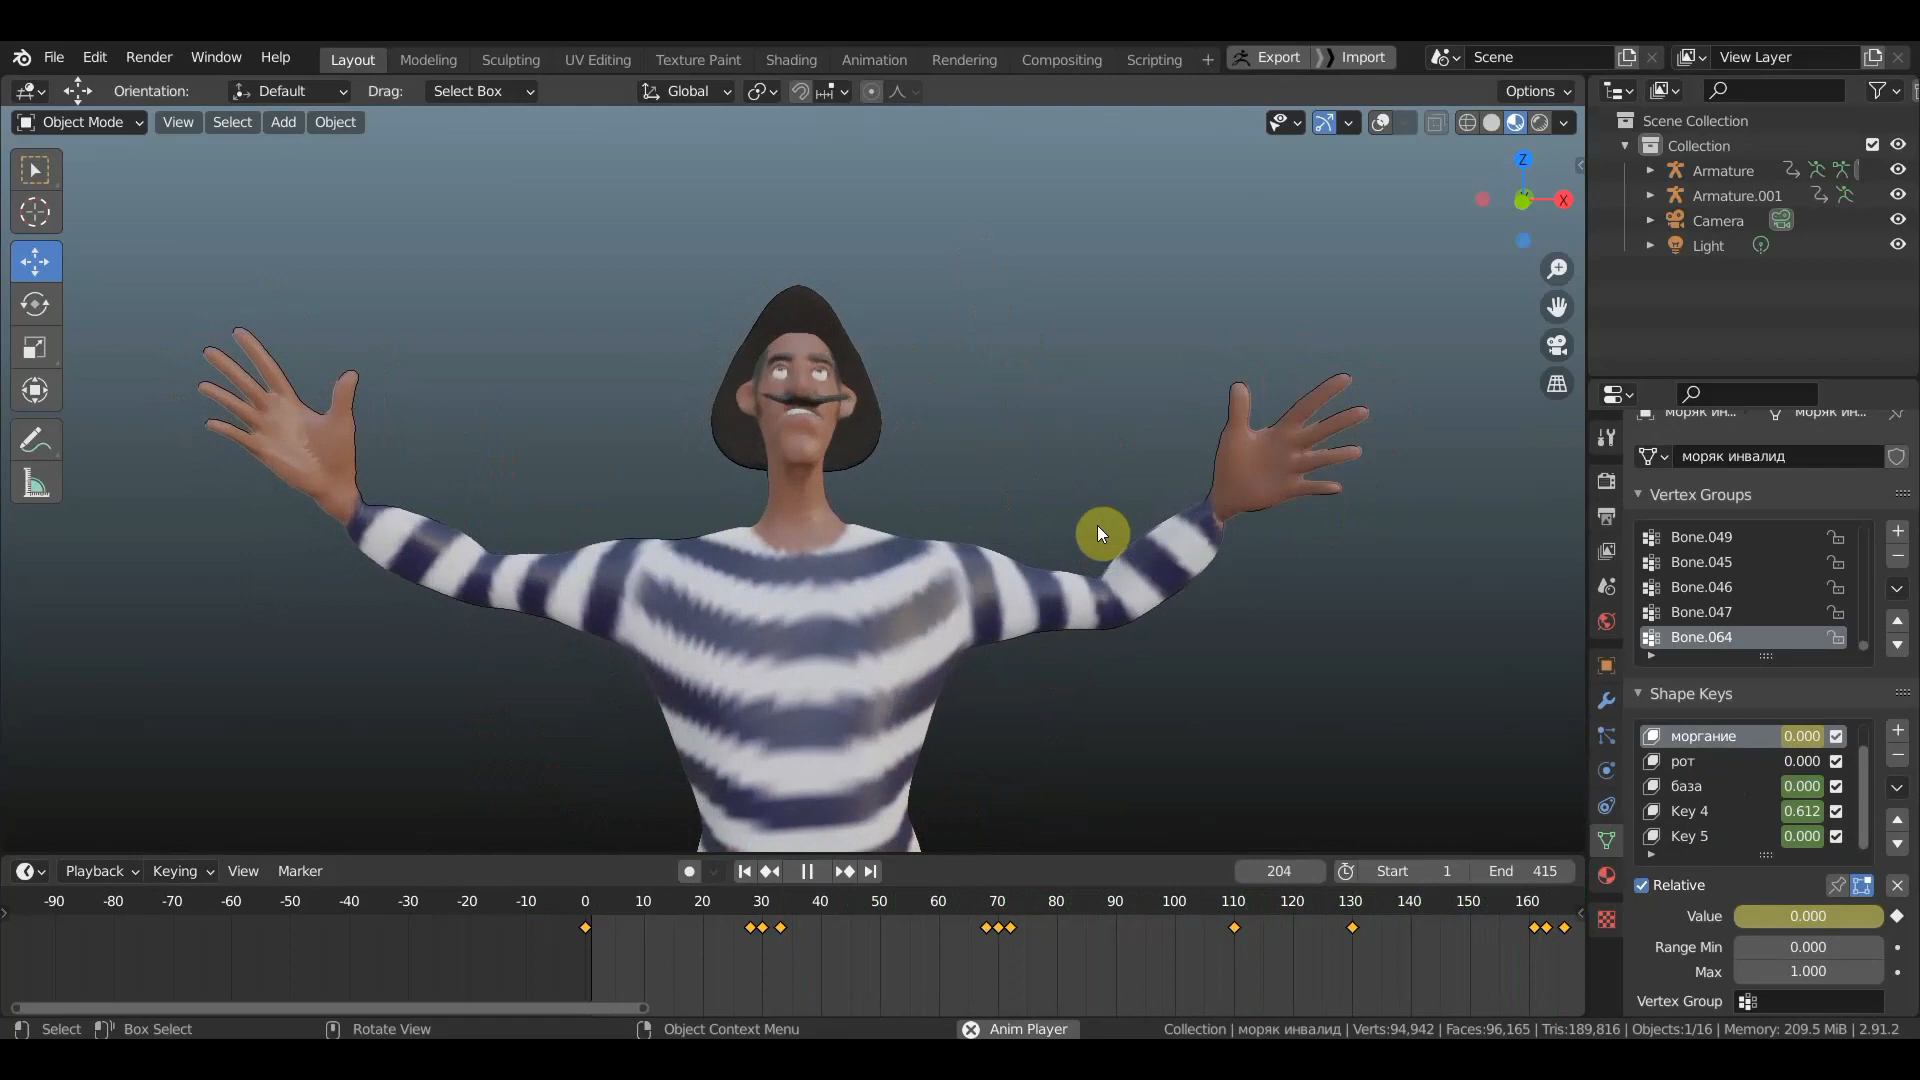 File Edit Render Window Help Layout Modeling Sculpting UV Editing Texture Paint Shading Animation Rendering Compositing Scripting + Export Import Scene View Layer
Orientation: Default Drag: Select Box Global Options
Object Mode View Select Add Object
Z
X
Scene Collection
Collection
Armature
Armature.001
Camera
Light
моряк ин... моряк ин...
моряк инвалид
Vertex Groups
Bone.049
Bone.045
Bone.046
Bone.047
Bone.064
Shape Keys
моргание 0.000
рот 0.000
база 0.000
Key 4 0.612
Key 5 0.000
Relative
Value 0.000
Range Min 0.000
Max 1.000
Vertex Group
Playback Keying View Marker 204 Start 1 End 415
-90 -80 -70 -60 -50 -40 -30 -20 -10 0 10 20 30 40 50 60 70 80 90 100 110 120 130 140 150 160
Select Box Select Rotate View Object Context Menu Anim Player Collection | моряк инвалид | Verts:94,942 | Faces:96,165 | Tris:189,816 | Objects:1/16 | Memory: 209.5 MiB | 2.91.2